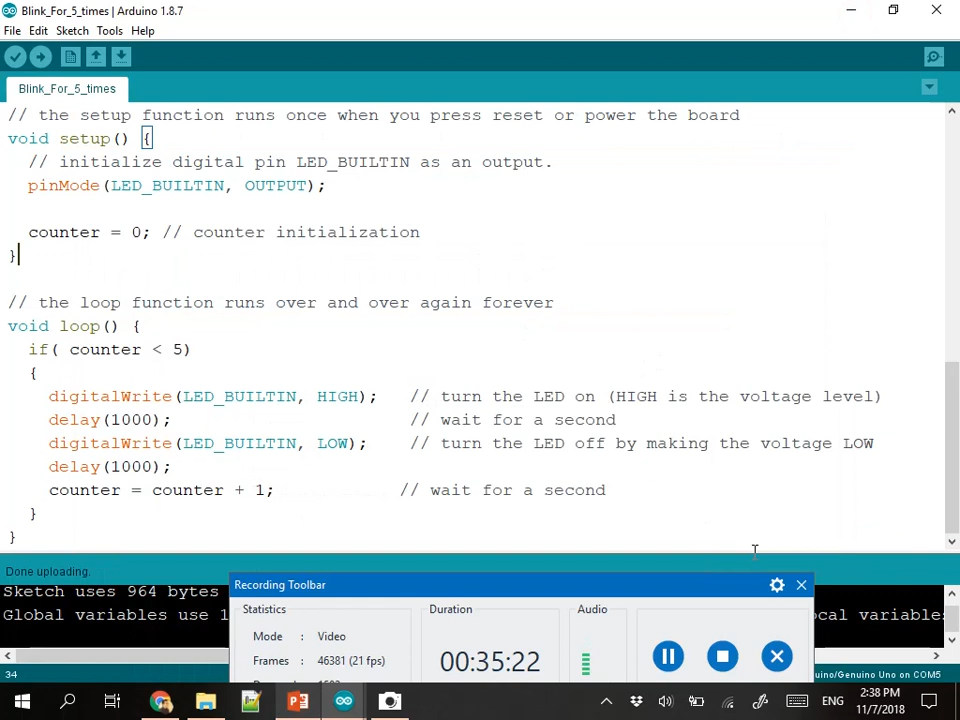 Blink_For_5_times | Arduino 1.8.7
File Edit Sketch Tools Help
Blink_For_5_times
// the setup function runs once when you press reset or power the board
void setup() {
// initialize digital pin LED_BUILTIN as an output.
pinMode(LED_BUILTIN, OUTPUT);
counter = 0; // counter initialization
}
// the loop function runs over and over again forever
void loop() {
if( counter < 5)
{
digitalWrite(LED_BUILTIN, HIGH); // turn the LED on (HIGH is the voltage level)
delay(1000); // wait for a second
digitalWrite(LED_BUILTIN, LOW); // turn the LED off by making the voltage LOW
delay(1000);
counter = counter + 1; // wait for a second
}
}
Done uploading.
Sketch uses 964 bytes
Global variables use 1
Recording Toolbar
Statistics
Mode : Video
Frames : 46381 (21 fps)
Duration
00:35:22
Audio
34
uino/Genuino Uno on COM5
ENG
2:38 PM
11/7/2018